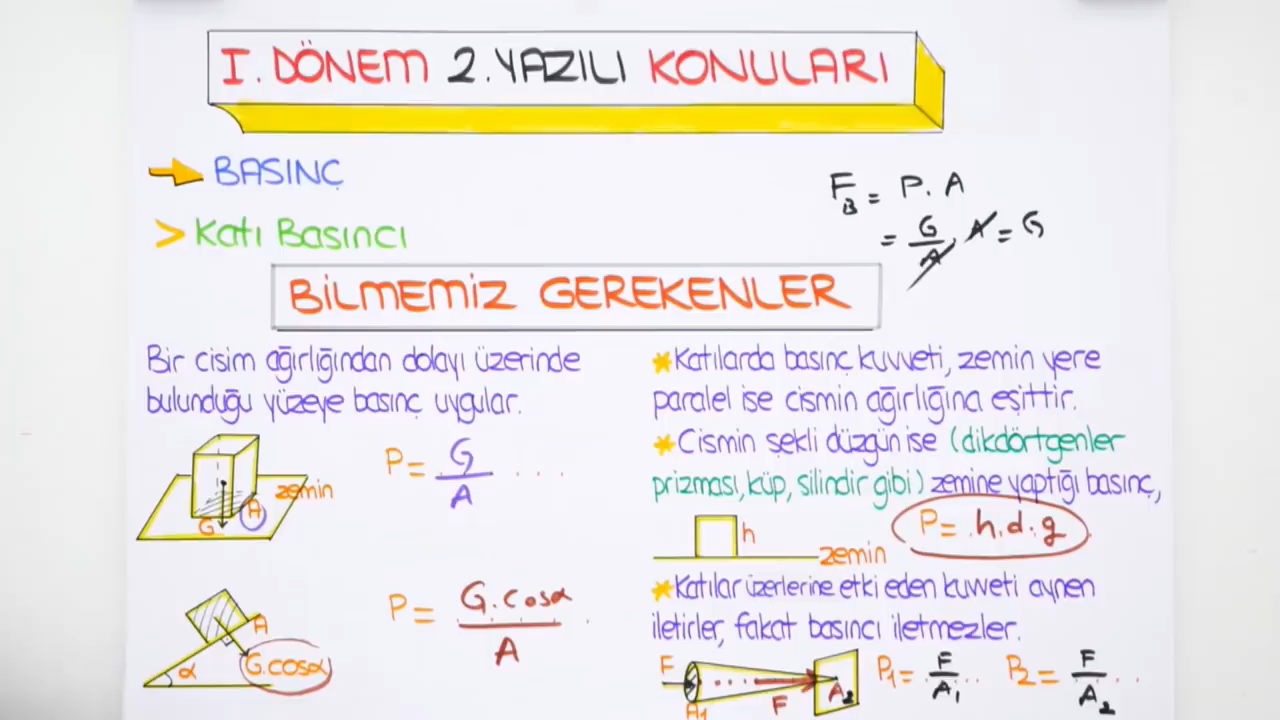 I. DÖNEM 2. YAZILI KONULARI
BASINÇ
> Katı Basıncı
F_B = P. A
= G/A . A = G
BİLMEMİZ GEREKENLER
Bir cisim ağırlığından dolayı üzerinde
bulunduğu yüzeye basınç uygular.
zemin
A
G
P = G/A ....
A
α
G.cosα
P = G.cosα/A .
*Katılarda basınç kuvveti, zemin yere
paralel ise cismin ağırlığına eşittir.
*Cismin şekli düzgün ise (dikdörtgenler
prizması, küp, silindir gibi) zemine yaptığı basınç,
h
zemin
P = .h.d.g
*Katılar üzerlerine etki eden kuvveti aynen
iletirler, fakat basıncı iletmezler.
F
A1
F
A2
P1 = F/A1 ..
P2 = F/A2 ..